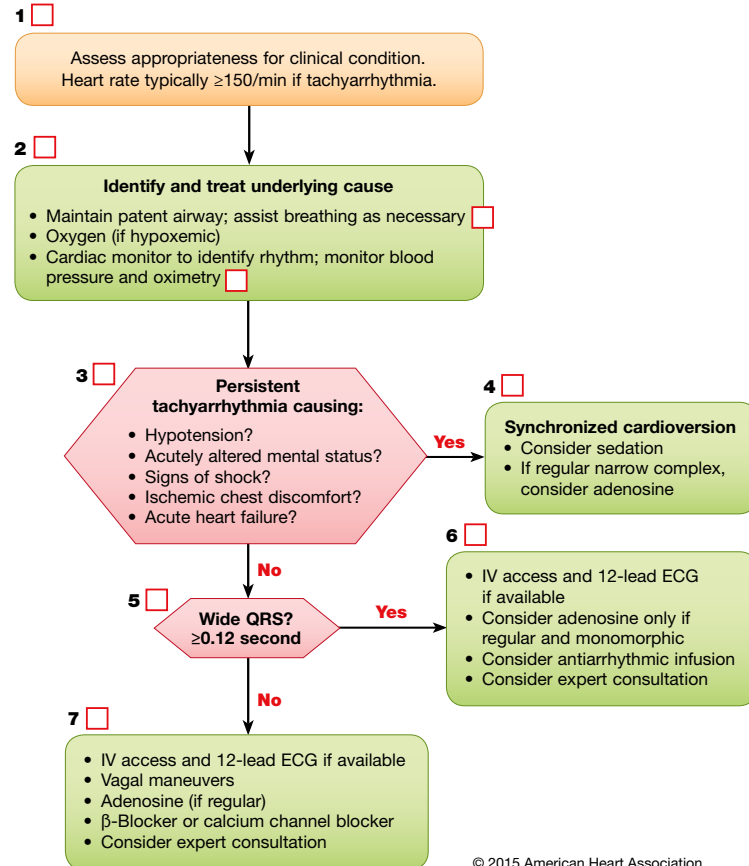 1
Assess appropriateness for clinical condition.
Heart rate typically ≥150/min if tachyarrhythmia.
2
Identify and treat underlying cause
• Maintain patent airway; assist breathing as necessary
• Oxygen (if hypoxemic)
• Cardiac monitor to identify rhythm; monitor blood
pressure and oximetry
3
Persistent
tachyarrhythmia causing:
• Hypotension?
• Acutely altered mental status?
• Signs of shock?
• Ischemic chest discomfort?
• Acute heart failure?
Yes
4
Synchronized cardioversion
• Consider sedation
• If regular narrow complex,
consider adenosine
No
5
Wide QRS?
≥0.12 second
Yes
6
• IV access and 12-lead ECG
if available
• Consider adenosine only if
regular and monomorphic
• Consider antiarrhythmic infusion
• Consider expert consultation
No
7
• IV access and 12-lead ECG if available
• Vagal maneuvers
• Adenosine (if regular)
• β-Blocker or calcium channel blocker
• Consider expert consultation
© 2015 American Heart Association